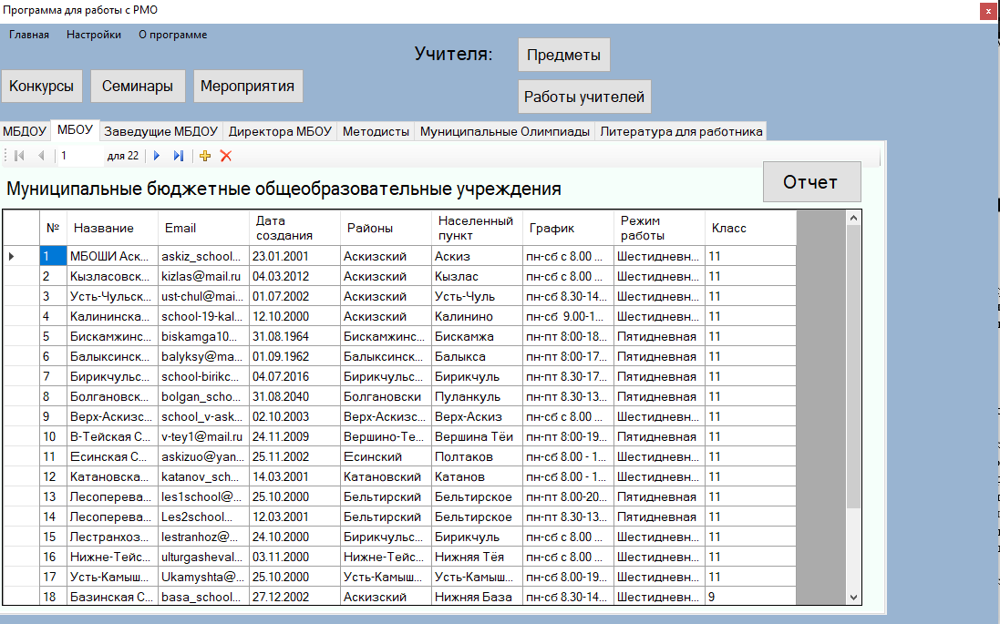 Программа для работы с РМО
x
Главная Настройки О программе
Учителя: Предметы
Конкурсы Семинары Мероприятия
Работы учителей
МБДОУ МБОУ Заведущие МБДОУ Директора МБОУ Методисты Муниципальные Олимпиады Литература для работника
1 для 22
Отчет
Муниципальные бюджетные общеобразовательные учреждения
№ Название Email Дата создания Районы Населенный пункт График Режим работы Класс
1 МБОШИ Аск... askiz_school... 23.01.2001 Аскизский Аскиз пн-сб с 8.00 ... Шестидневн... 11
2 Кызласовск... kizlas@mail.ru 04.03.2012 Аскизский Кызлас пн-сб с 8.00 ... Шестидневн... 11
3 Усть-Чульск... ust-chul@mai... 01.07.2002 Аскизский Усть-Чуль пн-сб 8.30-14... Шестидневн... 11
4 Калининска... school-19-kal... 12.10.2000 Аскизский Калинино пн-сб 9.00-1... Шестидневн... 11
5 Бискамжинс... biskamga10... 31.08.1964 Бискамжинс... Бискамжа пн-пт 8:00-18... Пятидневная 11
6 Балыксинск... balyksy@ma... 01.09.1962 Балыксинск... Балыкса пн-пт 8:00-17... Пятидневная 11
7 Бирикчульс... school-birikc... 04.07.2016 Бирикчульс... Бирикчуль пн-пт 8.30-17... Пятидневная 11
8 Болгановск... bolgan_scho... 31.08.2040 Болгановски Пуланкуль пн-пт 8.30-13... Пятидневная 11
9 Верх-Аскизс... school_v-ask... 02.10.2003 Верх-Аскизс... Верх-Аскиз пн-сб с 8.00 ... Шестидневн... 11
10 В-Тейская С... v-tey1@mail.ru 24.11.2009 Вершино-Те... Вершина Тёи пн-пт 8:00-19... Пятидневная 11
11 Есинская С... askizuo@yan... 25.11.2002 Есинский Полтаков пн-сб 8.00 - 1... Шестидневн... 11
12 Катановска... katanov_sch... 14.03.2001 Катановский Катанов пн-сб 8.00 - 1... Шестидневн... 11
13 Лесоперева... les1school@... 25.10.2000 Бельтирский Бельтирское пн-пт 8.00-20... Пятидневная 11
14 Лесоперева... Les2school... 12.03.2001 Бельтирский Бельтирское пн-пт 8.30-13... Пятидневная 11
15 Лестранхоз... lestranhoz@... 24.10.2000 Бирикчульс... Бирикчуль пн-сб с 8.00 ... Шестидневн... 11
16 Нижне-Тейс... ulturgasheval... 03.11.2000 Нижне-Тейс... Нижняя Тёя пн-сб с 8.00 ... Шестидневн... 11
17 Усть-Камыш... Ukamyshta@... 25.10.2000 Усть-Камыш... Усть-Камыш... пн-сб 8.00-19... Шестидневн... 11
18 Базинская С... basa_school... 27.12.2002 Аскизский Нижняя База пн-сб 8.30-14... Шестидневн... 9